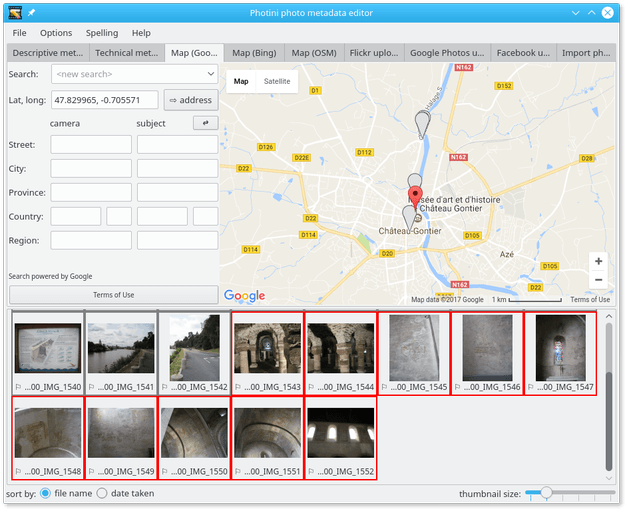 Photini photo metadata editor
File Options Spelling Help
Descriptive met... Technical met... Map (Goo... Map (Bing) Map (OSM) Flickr uplo... Google Photos u... Facebook u... Import ph...
Search: <new search>
Lat, long: 47.829965, -0.705571 ⇨ address
camera subject
Street:
City:
Province:
Country:
Region:
Search powered by Google
Terms of Use
Map Satellite
N162
D152
D1
Halage S
D126
D22E
D112
N162
D22
D28
Musée d'art et d'histoire
Château Gontier
D22
Château-Gontier
D114
D114
D105
D20
Azé
D105
N162
D22
+
−
Google
Map data ©2017 Google 1 km Terms of Use
...00_IMG_1540 ...00_IMG_1541 ...00_IMG_1542 ...00_IMG_1543 ...00_IMG_1544 ...00_IMG_1545 ...00_IMG_1546 ...00_IMG_1547
...00_IMG_1548 ...00_IMG_1549 ...00_IMG_1550 ...00_IMG_1551 ...00_IMG_1552
sort by: file name date taken thumbnail size: